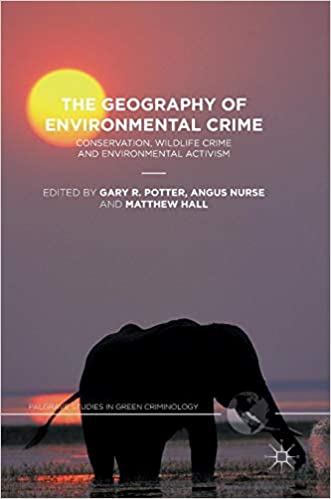 THE GEOGRAPHY OF
ENVIRONMENTAL CRIME
CONSERVATION, WILDLIFE CRIME
AND ENVIRONMENTAL ACTIVISM
EDITED BY GARY R. POTTER, ANGUS NURSE
AND MATTHEW HALL
PALGRAVE STUDIES IN GREEN CRIMINOLOGY